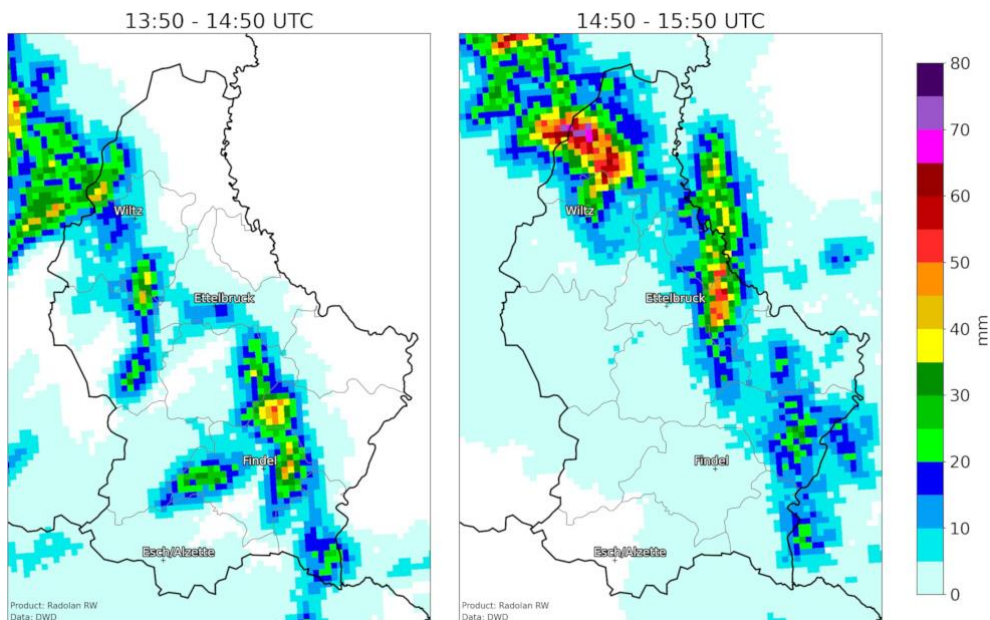 13:50 - 14:50 UTC
14:50 - 15:50 UTC
Wiltz
Ettelbruck
Findel
Esch/Alzette
Product: Radolan RW
Data: DWD
Wiltz
Ettelbruck
Findel
Esch/Alzette
Product: Radolan RW
Data: DWD
80
70
60
50
40
30
20
10
0
mm